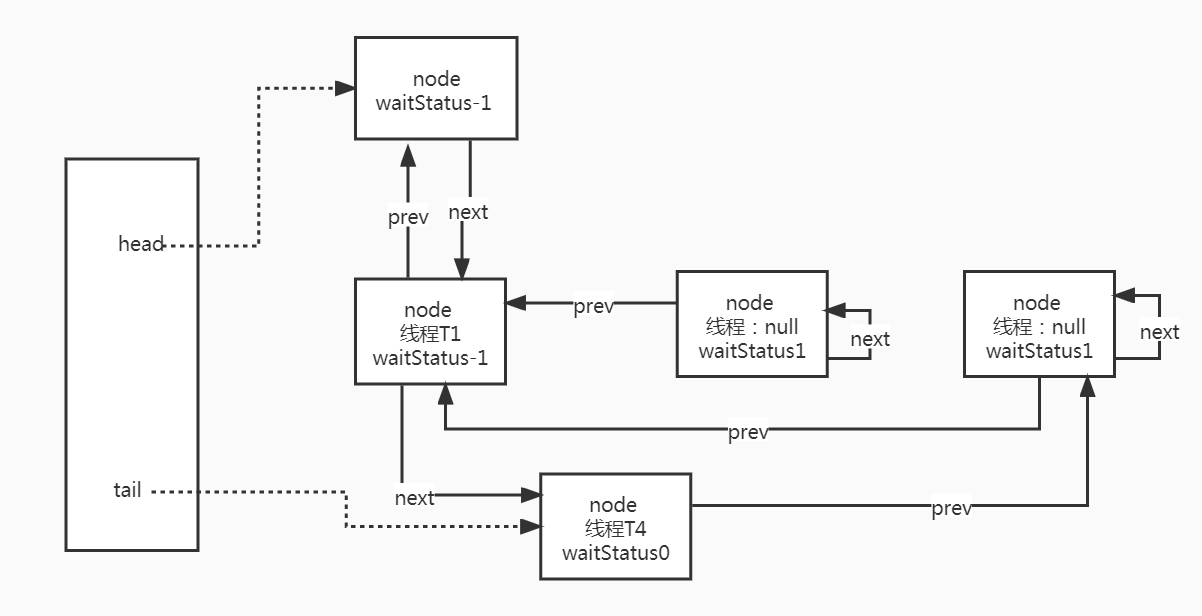 node
waitStatus-1
head
prev
next
node
线程T1
waitStatus-1
prev
node
线程：null
waitStatus1
next
node
线程：null
waitStatus1
next
prev
tail
next
node
线程T4
waitStatus0
prev